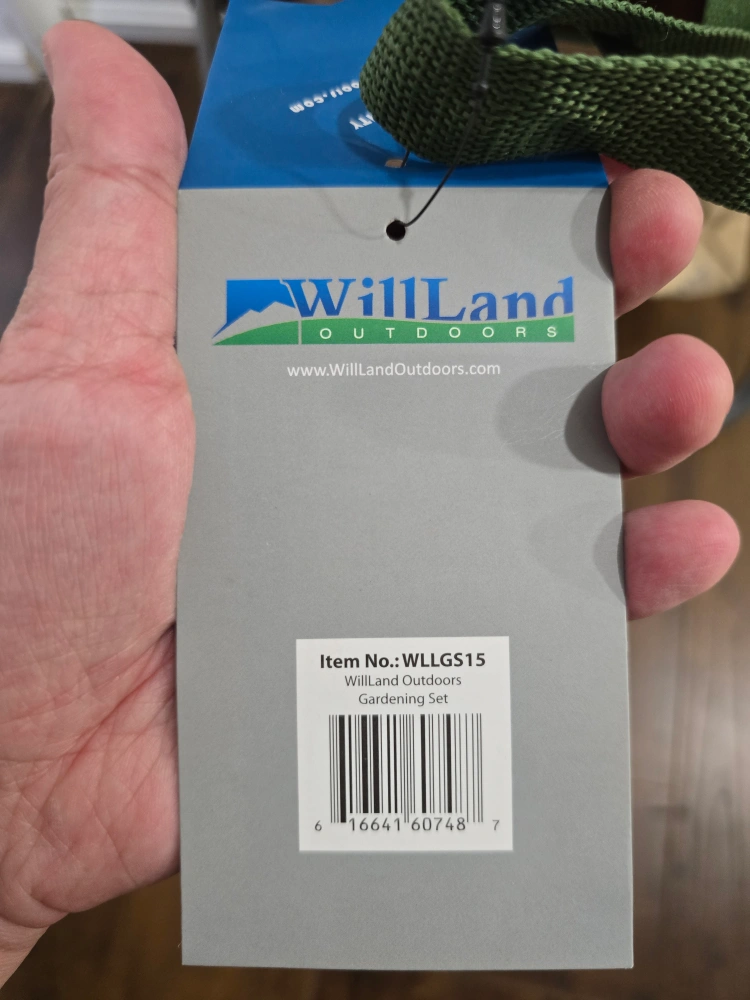 WillLand
OUTDOORS
www.WillLandOutdoors.com
Item No.: WLLGS15
WillLand Outdoors
Gardening Set
6 16641 60748 7